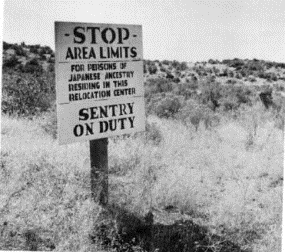 - STOP -
AREA LIMITS
FOR PERSONS OF
JAPANESE ANCESTRY
RESIDING IN THIS
RELOCATION CENTER
SENTRY
ON DUTY